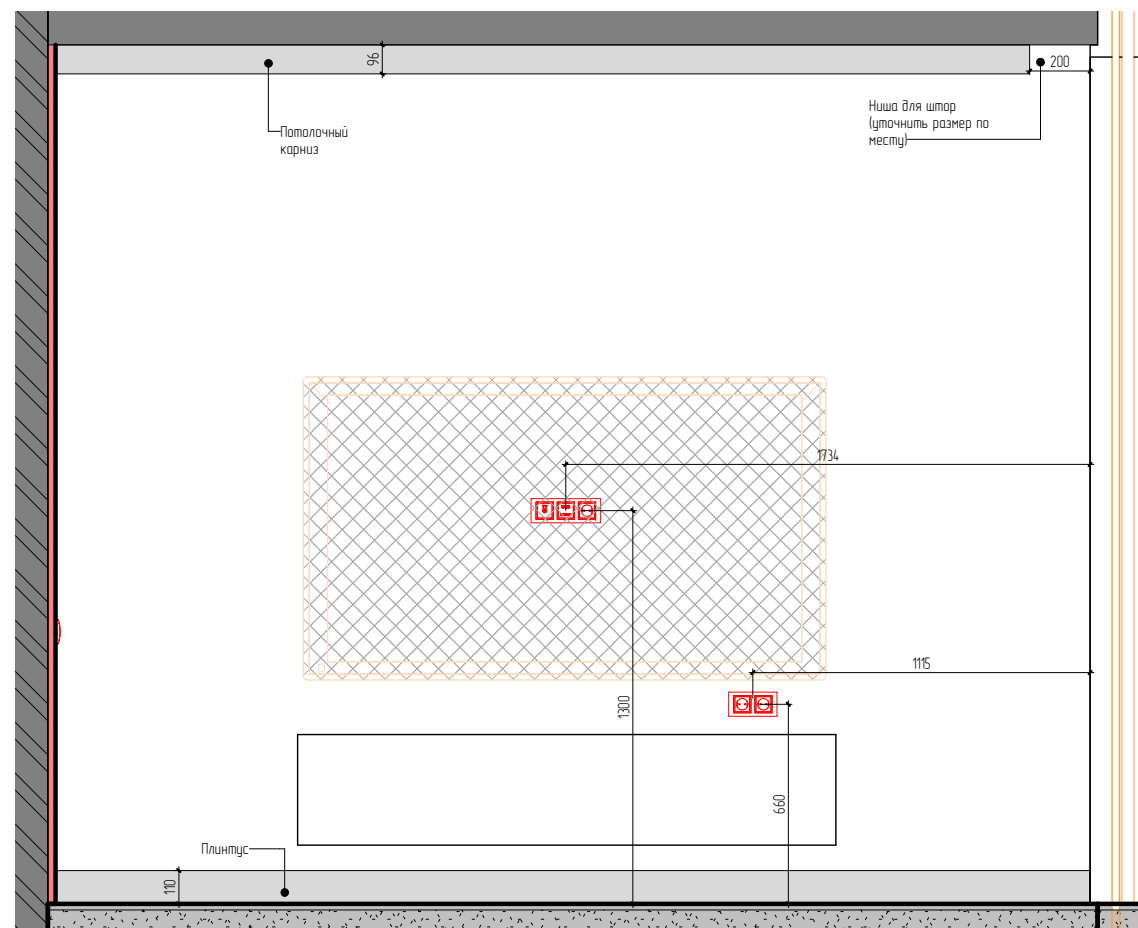 96
200
Потолочный
карниз
Ниша для штор
(уточнить размер по
месту)
1734
1115
1300
660
Плинтус
110